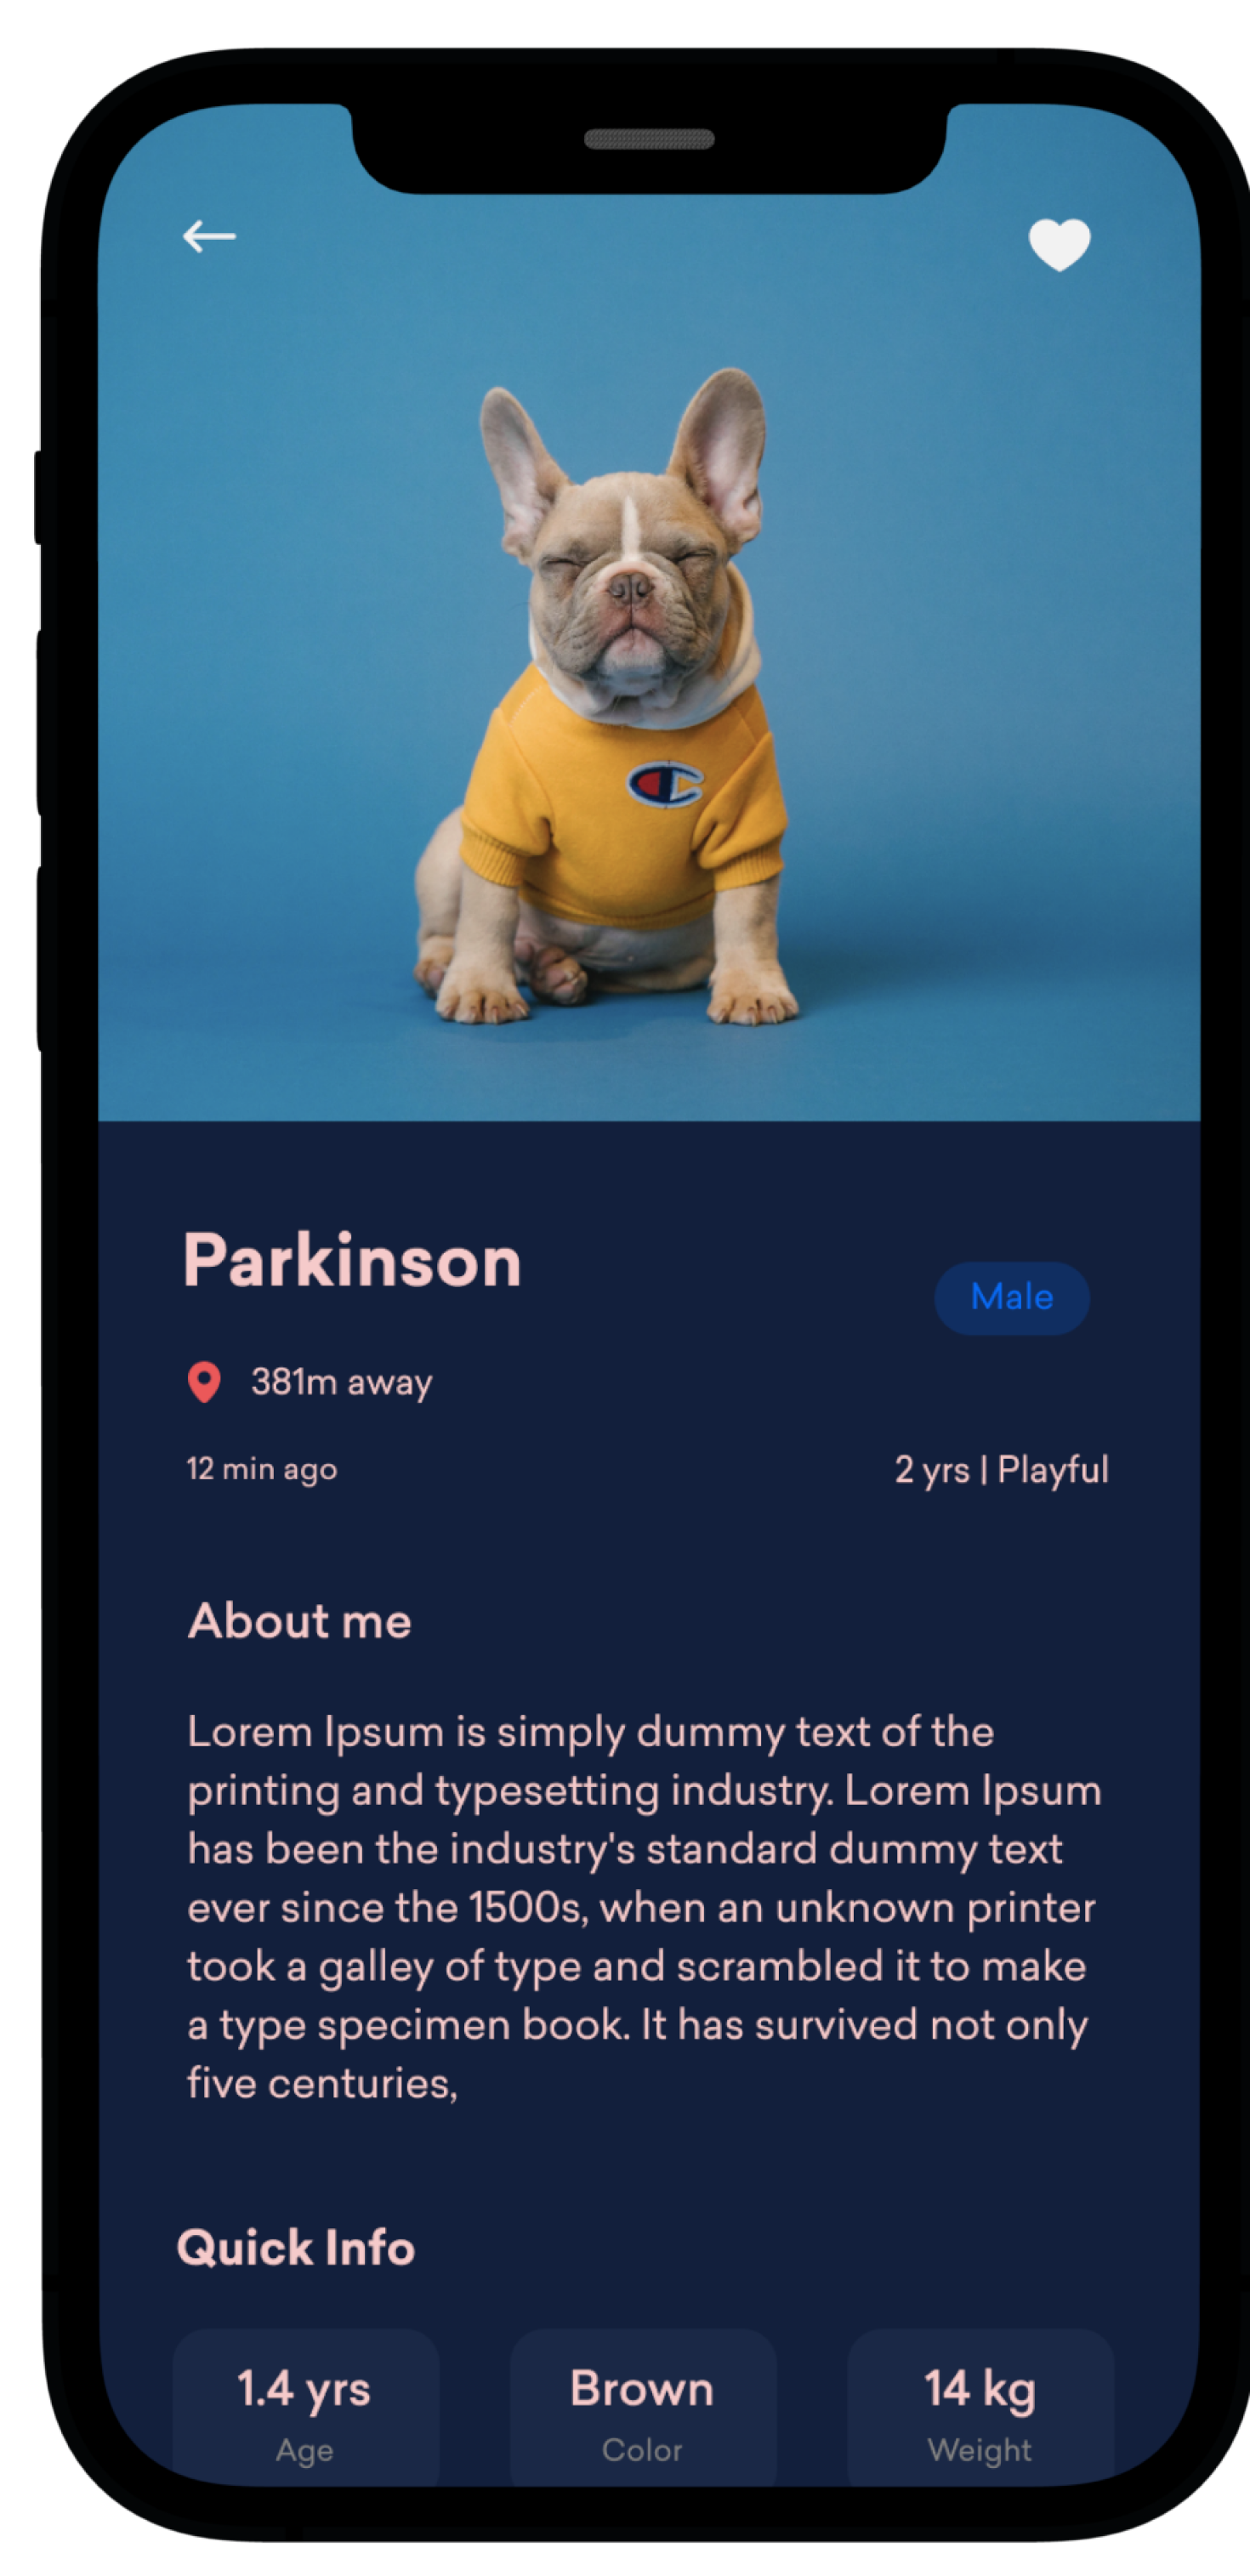 Parkinson
Male
381m away
12 min ago
2 yrs | Playful
About me
Lorem Ipsum is simply dummy text of the
printing and typesetting industry. Lorem Ipsum
has been the industry's standard dummy text
ever since the 1500s, when an unknown printer
took a galley of type and scrambled it to make
a type specimen book. It has survived not only
five centuries,
Quick Info
1.4 yrs
Age
Brown
Color
14 kg
Weight